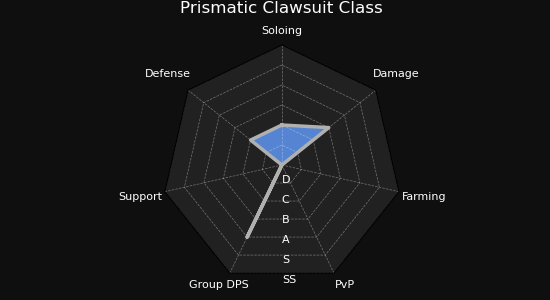 Prismatic Clawsuit Class
Soloing
Defense
Damage
Support
Farming
D
C
B
A
S
SS
Group DPS
PvP